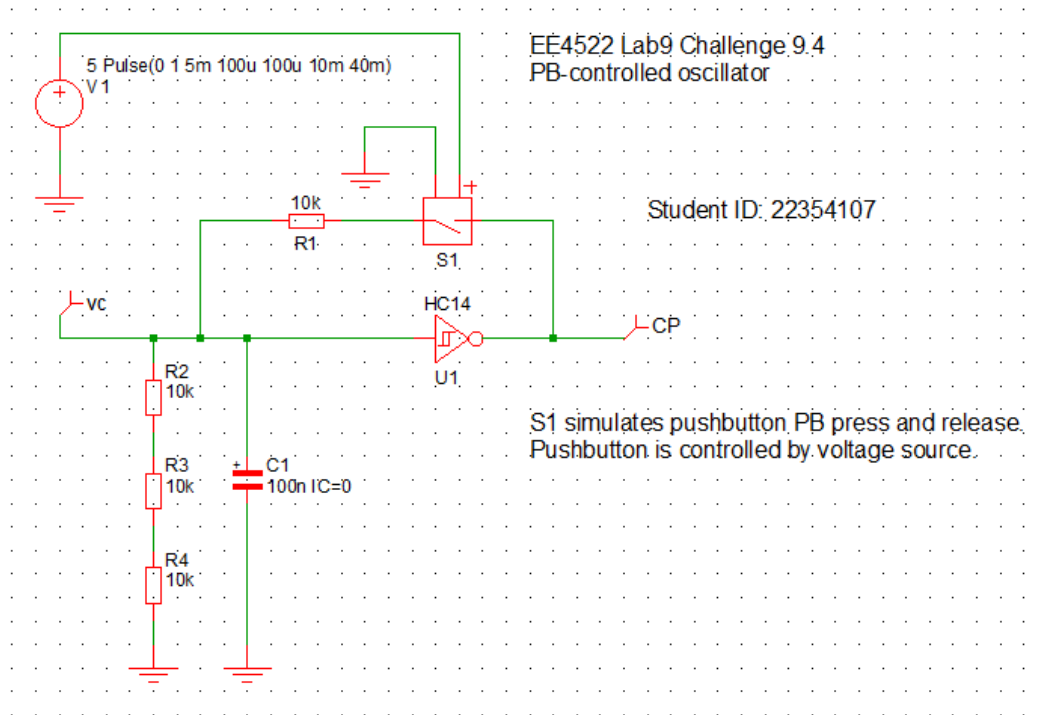 EE4522 Lab9 Challenge 9.4
PB-controlled oscillator
5 Pulse(0 1 5m 100u 100u 10m 40m)
V1
Student ID: 22354107
10k
R1
S1
vc
HC14
CP
U1
R2
10k
S1 simulates pushbutton PB press and release.
Pushbutton is controlled by voltage source.
R3
10k
C1
100n IC=0
R4
10k